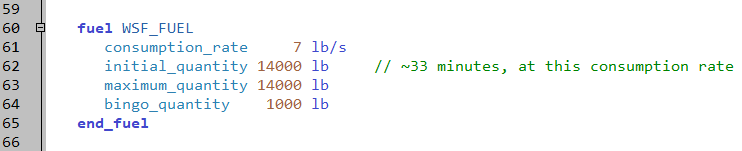 59
60 fuel WSF_FUEL
61 consumption_rate 7 lb/s
62 initial_quantity 14000 lb // ~33 minutes, at this consumption rate
63 maximum_quantity 14000 lb
64 bingo_quantity 1000 lb
65 end_fuel
66